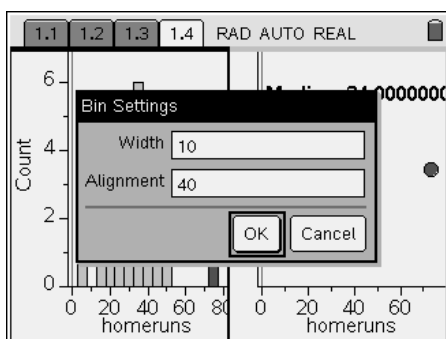 1.1 1.2 1.3 1.4 RAD AUTO REAL
Bin Settings
Width 10
Alignment 40
OK Cancel
Count
6
4
2
0
0 20 40 60 80
homeruns
0000000
0 20 40 60
homeruns